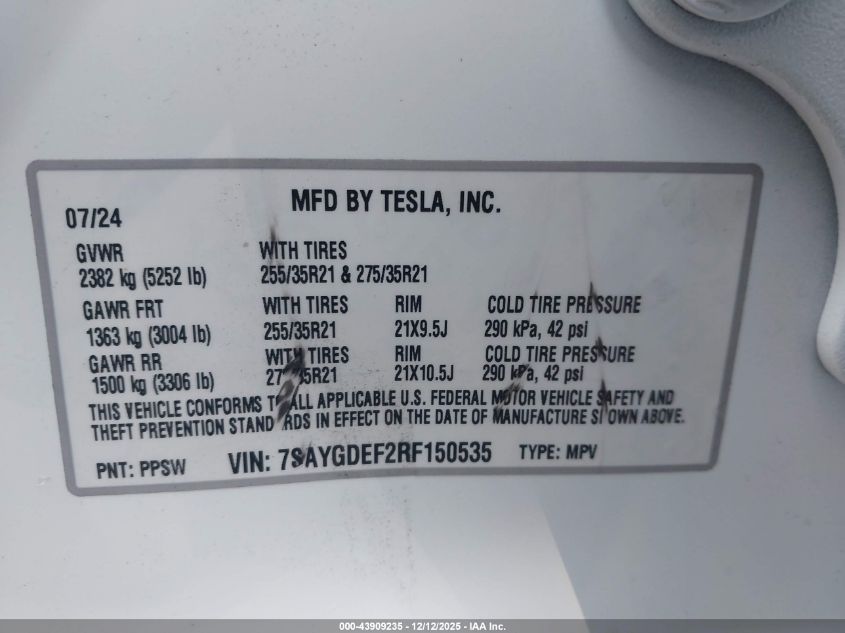 MFD BY TESLA, INC.
07/24
GVWR WITH TIRES
2382 kg (5252 lb) 255/35R21 & 275/35R21
GAWR FRT WITH TIRES RIM COLD TIRE PRESSURE
1363 kg (3004 lb) 255/35R21 21X9.5J 290 kPa, 42 psi
GAWR RR WITH TIRES RIM COLD TIRE PRESSURE
1500 kg (3306 lb) 275/35R21 21X10.5J 290 kPa, 42 psi
THIS VEHICLE CONFORMS TO ALL APPLICABLE U.S. FEDERAL MOTOR VEHICLE SAFETY AND
THEFT PREVENTION STANDARDS IN EFFECT ON THE DATE OF MANUFACTURE SHOWN ABOVE.
PNT: PPSW VIN: 7SAYGDEF2RF150535 TYPE: MPV
000-43909235 - 12/12/2025 - IAA Inc.